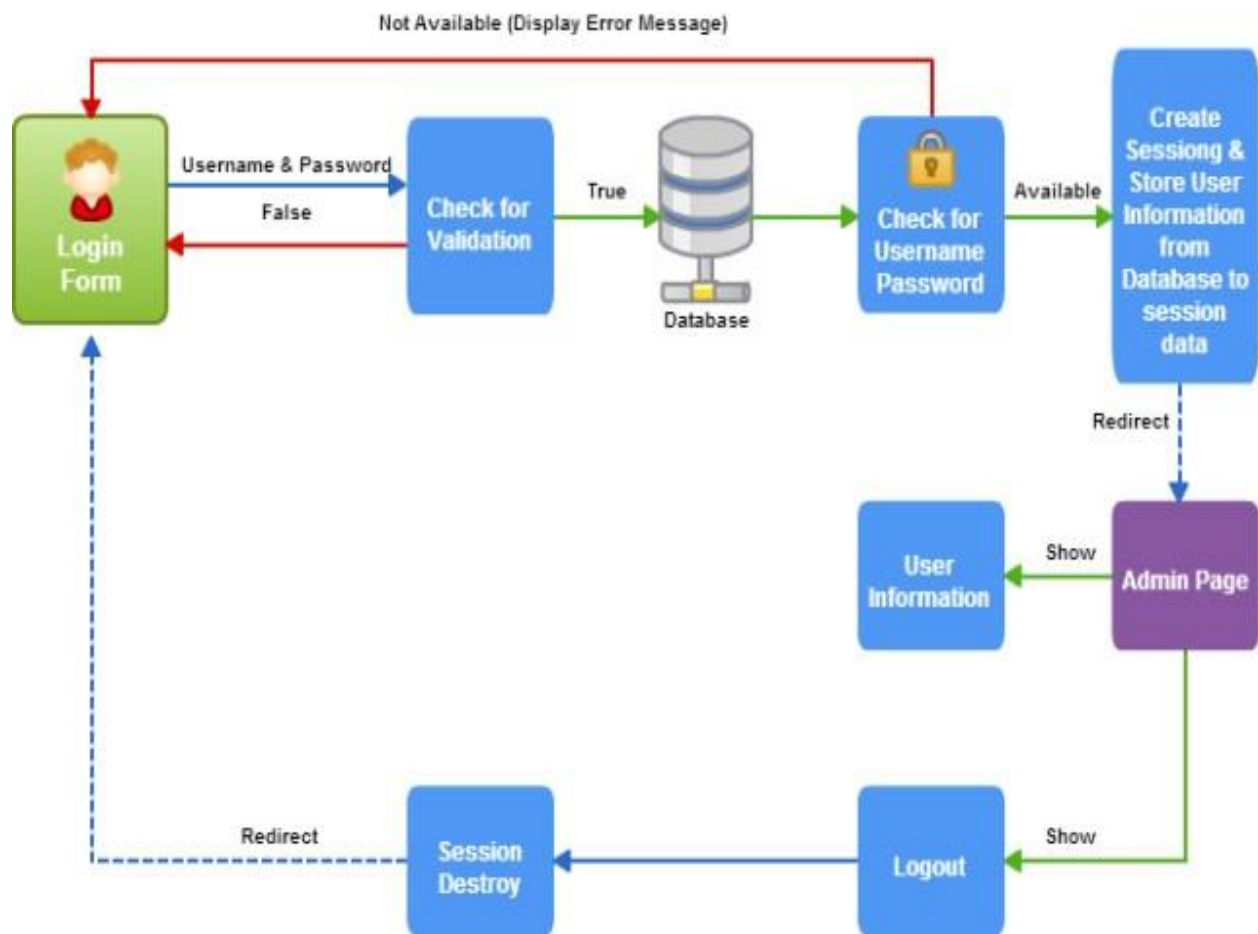 Not Available (Display Error Message)
Username & Password
False
Login
Form
Check for
Validation
True
Database
Check for
Username
Password
Available
Create
Sessiong &
Store User
Information
from
Database to
session
data
Redirect
Admin Page
Show
User
Information
Show
Logout
Session
Destroy
Redirect